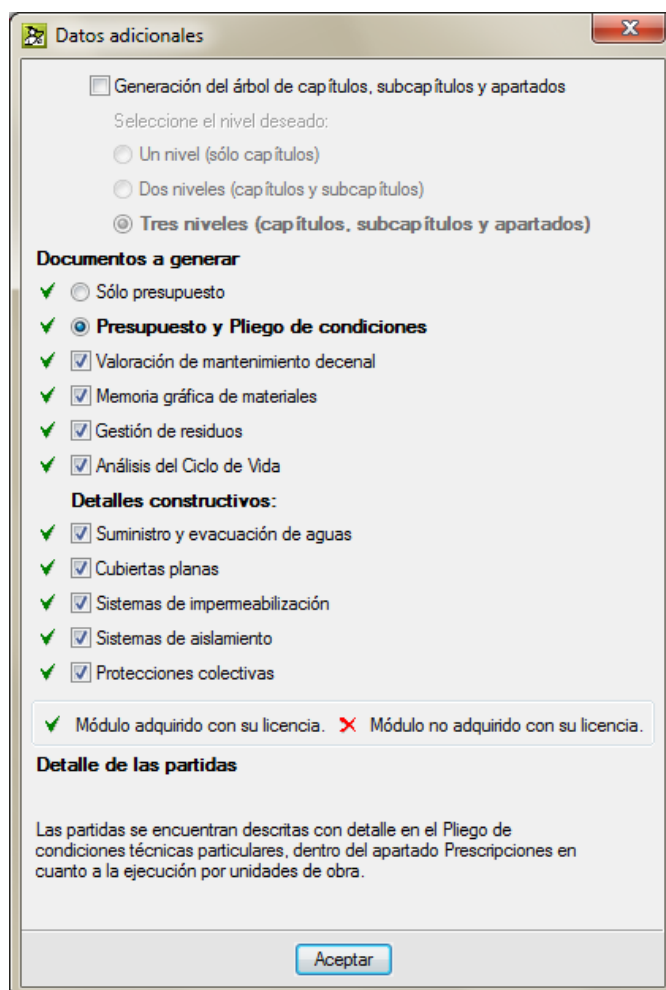 Datos adicionales
Generación del árbol de capítulos, subcapítulos y apartados
Seleccione el nivel deseado:
Un nivel (sólo capítulos)
Dos niveles (capítulos y subcapítulos)
Tres niveles (capítulos, subcapítulos y apartados)
Documentos a generar
Sólo presupuesto
Presupuesto y Pliego de condiciones
Valoración de mantenimiento decenal
Memoria gráfica de materiales
Gestión de residuos
Análisis del Ciclo de Vida
Detalles constructivos:
Suministro y evacuación de aguas
Cubiertas planas
Sistemas de impermeabilización
Sistemas de aislamiento
Protecciones colectivas
Módulo adquirido con su licencia. Módulo no adquirido con su licencia.
Detalle de las partidas
Las partidas se encuentran descritas con detalle en el Pliego de
condiciones técnicas particulares, dentro del apartado Prescripciones en
cuanto a la ejecución por unidades de obra.
Aceptar